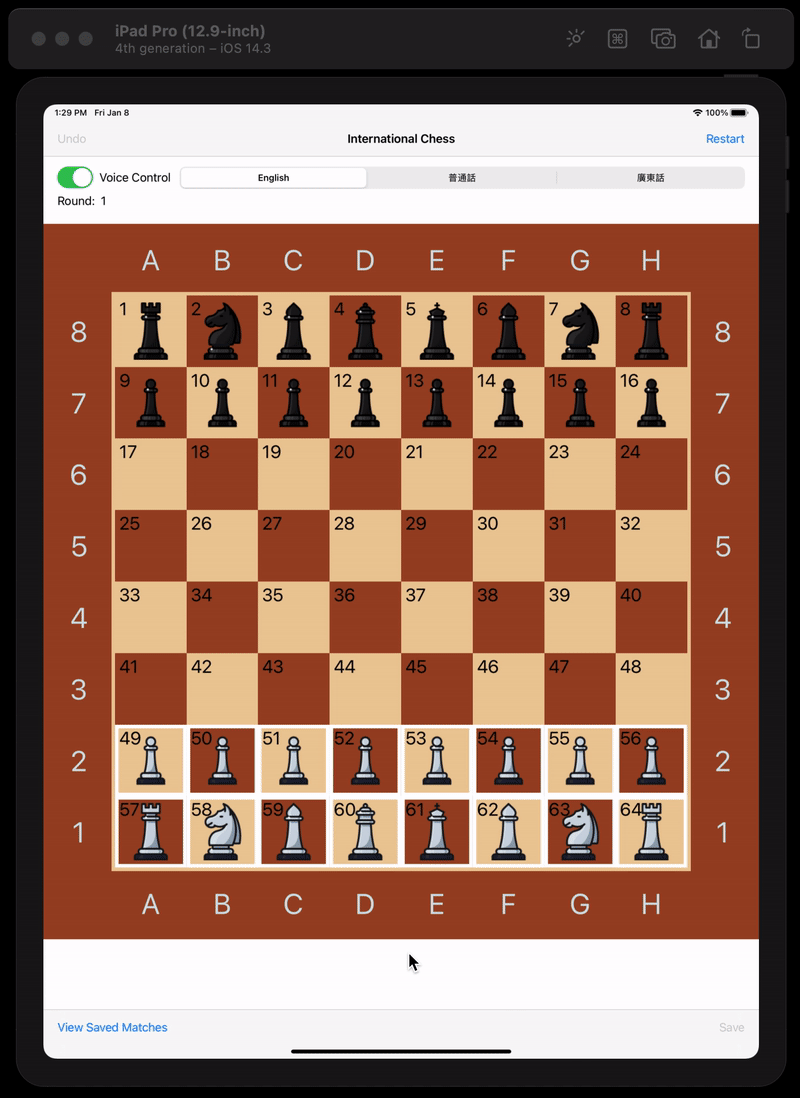 iPad Pro (12.9-inch)
4th generation – iOS 14.3
1:29 PM Fri Jan 8 100%
Undo International Chess Restart
Voice Control English 普通話 廣東話
Round: 1
A B C D E F G H
8 1 2 3 4 5 6 7 8 8
7 9 10 11 12 13 14 15 16 7
6 17 18 19 20 21 22 23 24 6
5 25 26 27 28 29 30 31 32 5
4 33 34 35 36 37 38 39 40 4
3 41 42 43 44 45 46 47 48 3
2 49 50 51 52 53 54 55 56 2
1 57 58 59 60 61 62 63 64 1
A B C D E F G H
View Saved Matches Save